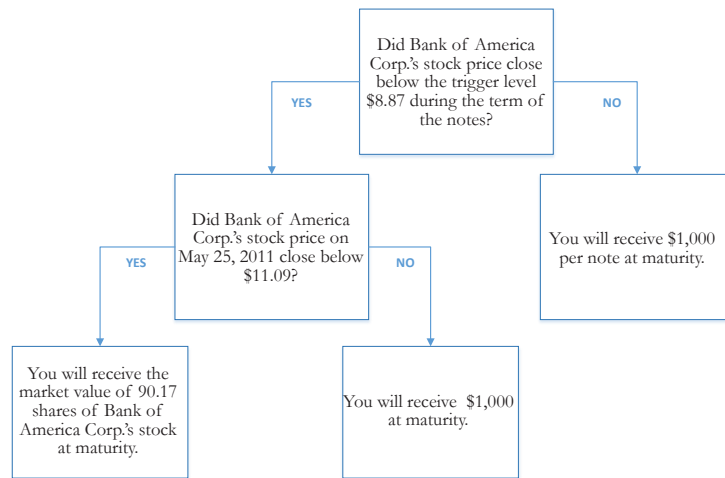 Did Bank of America
Corp.'s stock price close
below the trigger level
$8.87 during the term of
the notes?
YES
NO
Did Bank of America
Corp.'s stock price on
May 25, 2011 close below
$11.09?
You will receive $1,000
per note at maturity.
YES
NO
You will receive the
market value of 90.17
shares of Bank of
America Corp.'s stock
at maturity.
You will receive $1,000
at maturity.